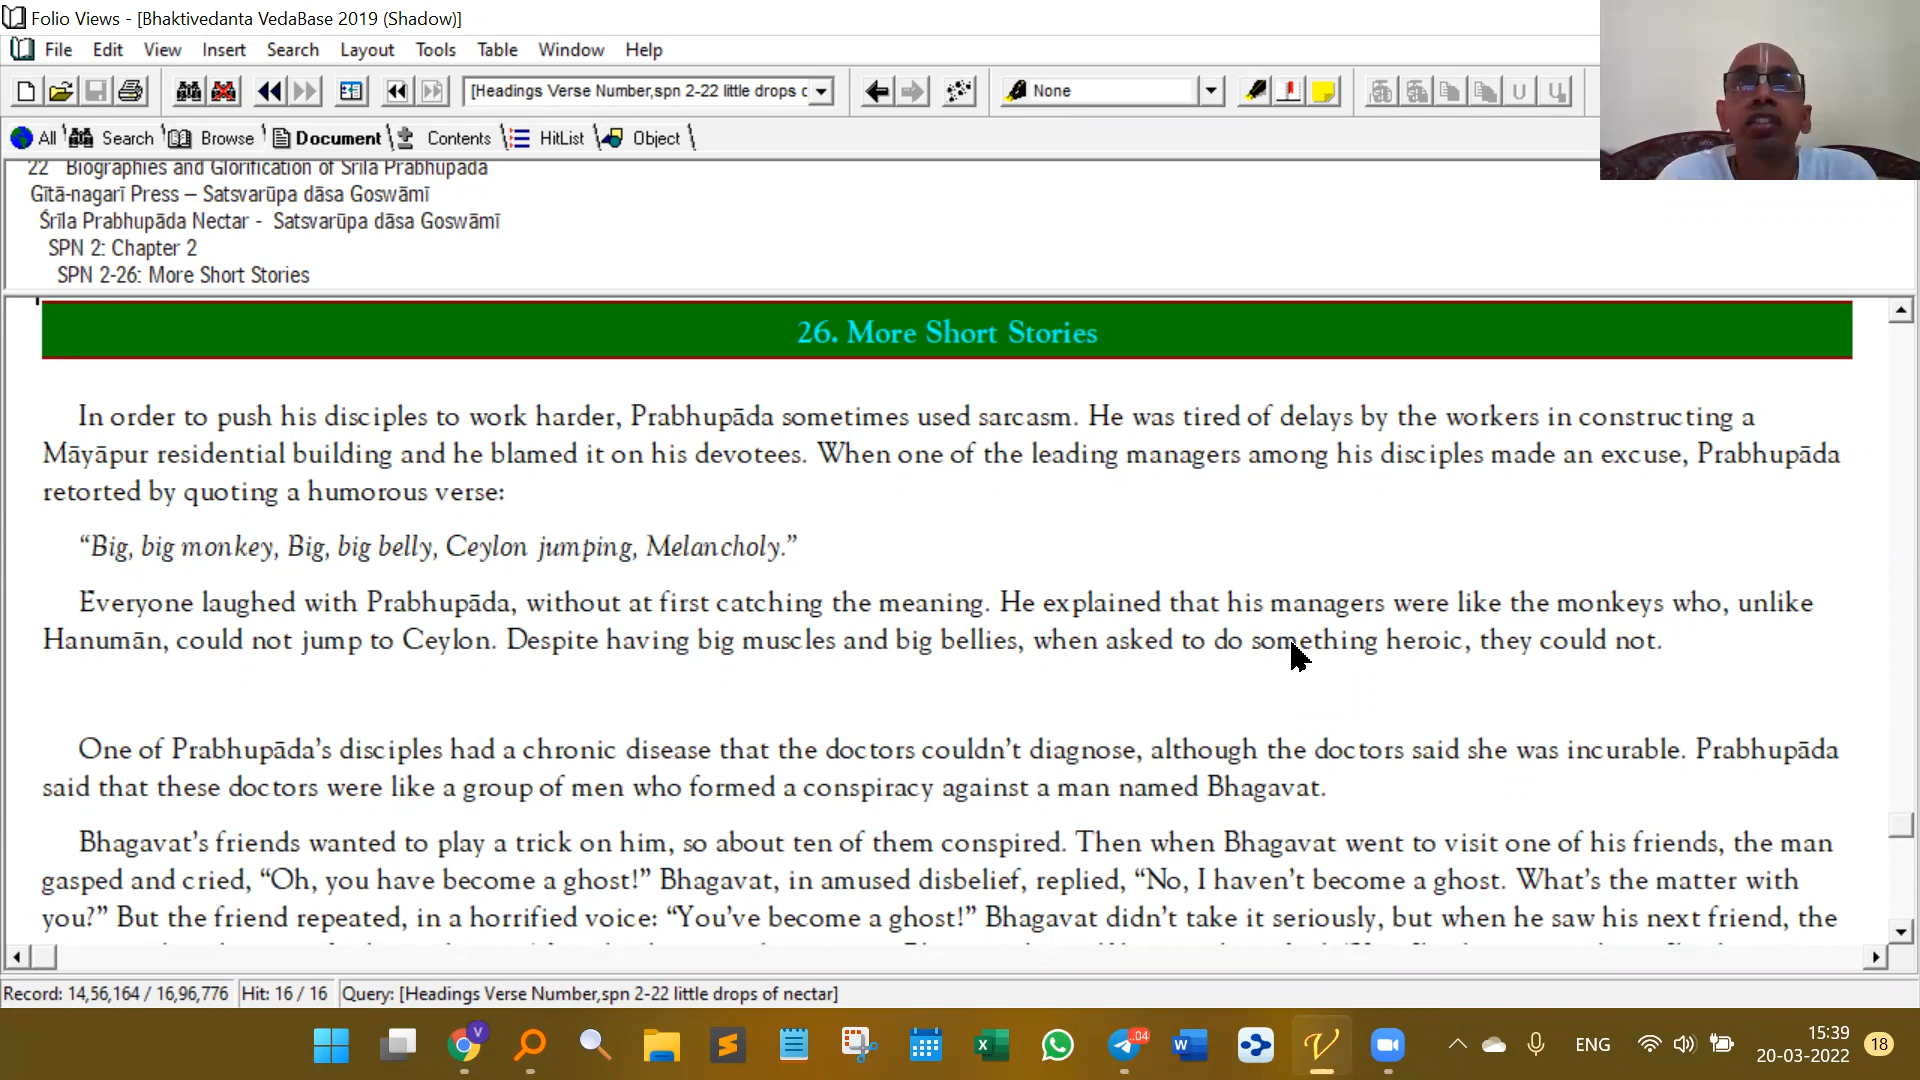 Folio Views - [Bhaktivedanta VedaBase 2019 (Shadow)]
File Edit View Insert Search Layout Tools Table Window Help
[Headings Verse Number,spn 2-22 little drops c
None
All Search Browse Document Contents HitList Object
22 Biographies and Glorification of Śrīla Prabhupāda
Gītā-nagarī Press – Satsvarūpa dāsa Goswāmī
Śrīla Prabhupāda Nectar - Satsvarūpa dāsa Goswāmī
SPN 2: Chapter 2
SPN 2-26: More Short Stories
26. More Short Stories
In order to push his disciples to work harder, Prabhupāda sometimes used sarcasm. He was tired of delays by the workers in constructing a
Māyāpur residential building and he blamed it on his devotees. When one of the leading managers among his disciples made an excuse, Prabhupāda
retorted by quoting a humorous verse:
“Big, big monkey, Big, big belly, Ceylon jumping, Melancholy.”
Everyone laughed with Prabhupāda, without at first catching the meaning. He explained that his managers were like the monkeys who, unlike
Hanumān, could not jump to Ceylon. Despite having big muscles and big bellies, when asked to do something heroic, they could not.
One of Prabhupāda’s disciples had a chronic disease that the doctors couldn’t diagnose, although the doctors said she was incurable. Prabhupāda
said that these doctors were like a group of men who formed a conspiracy against a man named Bhagavat.
Bhagavat’s friends wanted to play a trick on him, so about ten of them conspired. Then when Bhagavat went to visit one of his friends, the man
gasped and cried, “Oh, you have become a ghost!” Bhagavat, in amused disbelief, replied, “No, I haven’t become a ghost. What’s the matter with
you?” But the friend repeated, in a horrified voice: “You’ve become a ghost!” Bhagavat didn’t take it seriously, but when he saw his next friend, the
Record: 14,56,164 / 16,96,776 Hit: 16 / 16 Query: [Headings Verse Number,spn 2-22 little drops of nectar]
V
.04
ENG
15:39
20-03-2022
18